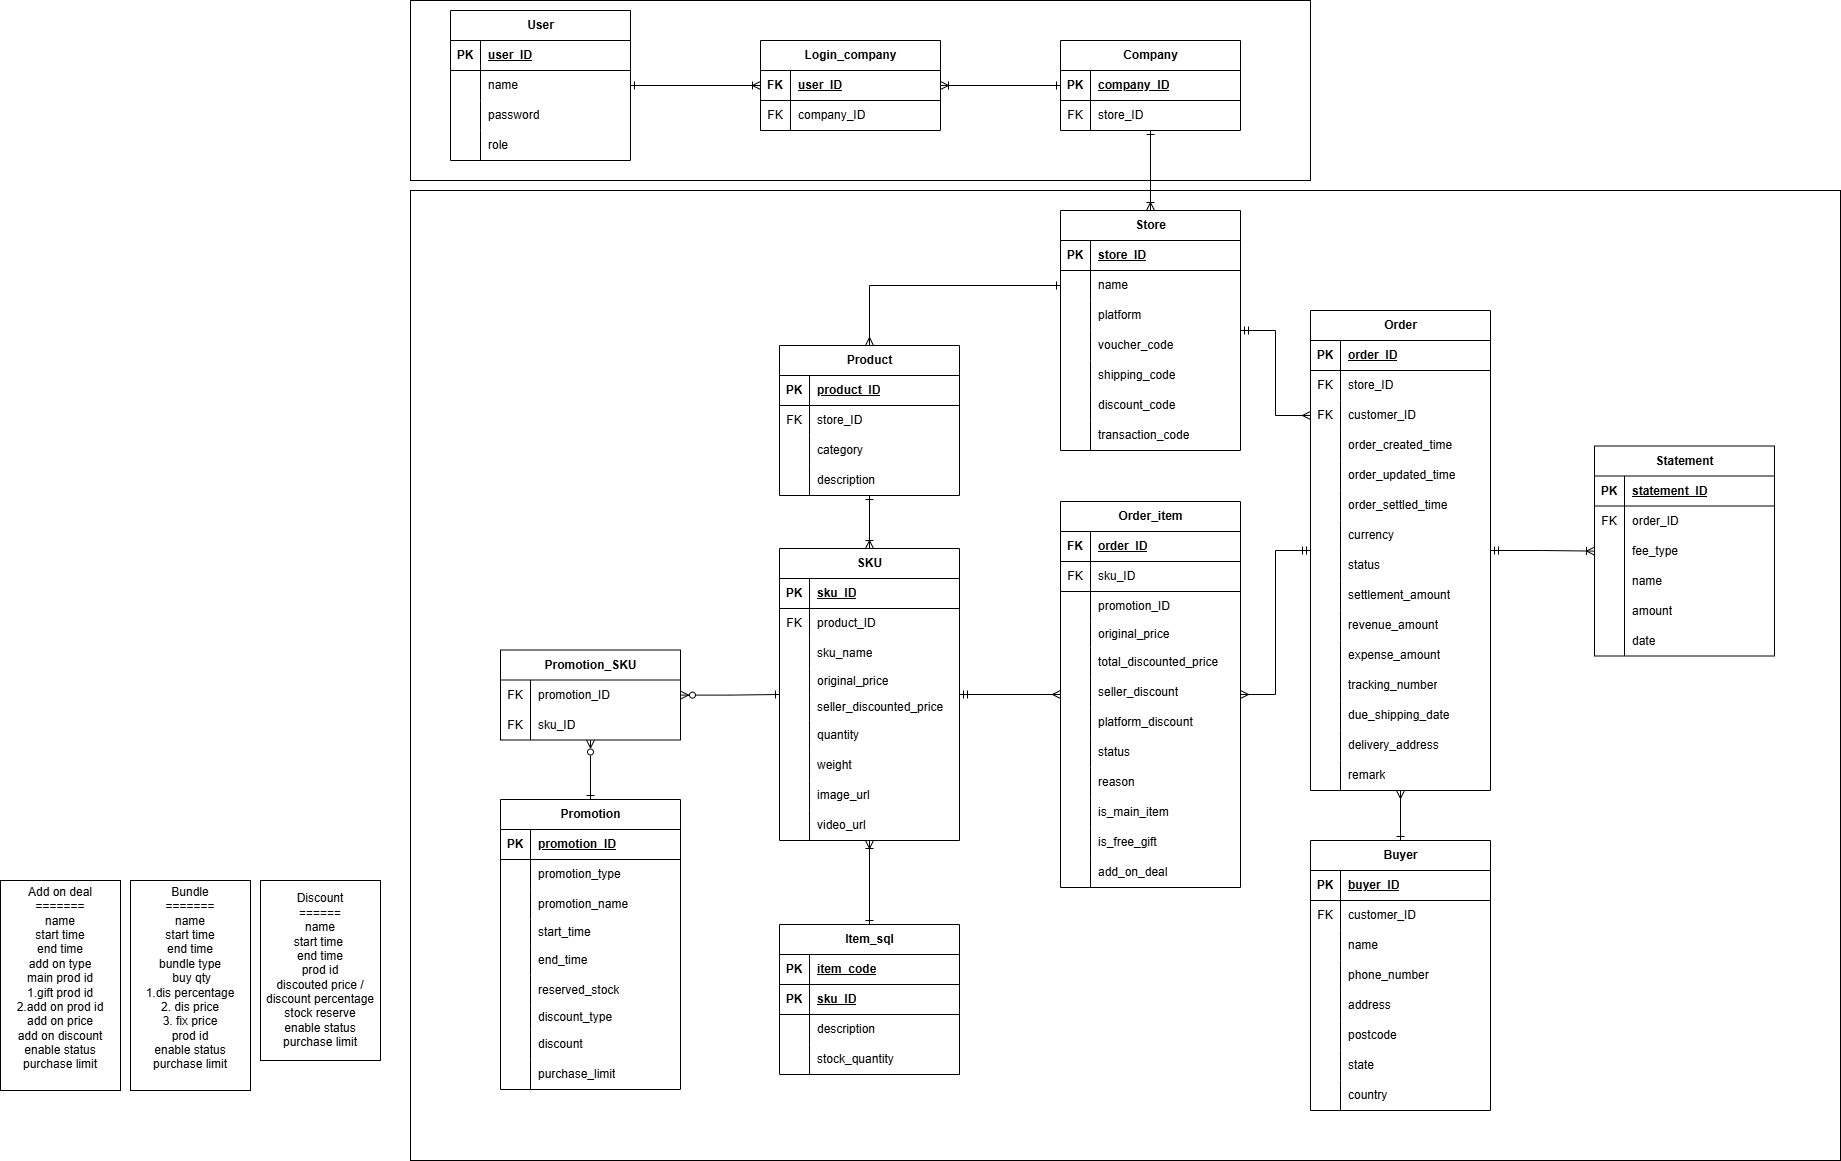 User
PK user_ID
name
password
role
Login_company
FK user_ID
FK company_ID
Company
PK company_ID
FK store_ID
Store
PK store_ID
name
platform
voucher_code
shipping_code
discount_code
transaction_code
Product
PK product_ID
FK store_ID
category
description
Order
PK order_ID
FK store_ID
FK customer_ID
order_created_time
order_updated_time
order_settled_time
currency
status
settlement_amount
revenue_amount
expense_amount
tracking_number
due_shipping_date
delivery_address
remark
Statement
PK statement_ID
FK order_ID
fee_type
name
amount
date
Order_item
FK order_ID
FK sku_ID
promotion_ID
original_price
total_discounted_price
seller_discount
platform_discount
status
reason
is_main_item
is_free_gift
add_on_deal
SKU
PK sku_ID
FK product_ID
sku_name
original_price
seller_discounted_price
quantity
weight
image_url
video_url
Promotion_SKU
FK promotion_ID
FK sku_ID
Promotion
PK promotion_ID
promotion_type
promotion_name
start_time
end_time
reserved_stock
discount_type
discount
purchase_limit
Item_sql
PK item_code
PK sku_ID
description
stock_quantity
Buyer
PK buyer_ID
FK customer_ID
name
phone_number
address
postcode
state
country
Add on deal
=======
name
start time
end time
add on type
main prod id
1.gift prod id
2.add on prod id
add on price
add on discount
enable status
purchase limit
Bundle
=======
name
start time
end time
bundle type
buy qty
1.dis percentage
2. dis price
3. fix price
prod id
enable status
purchase limit
Discount
======
name
start time
end time
prod id
discouted price /
discount percentage
stock reserve
enable status
purchase limit